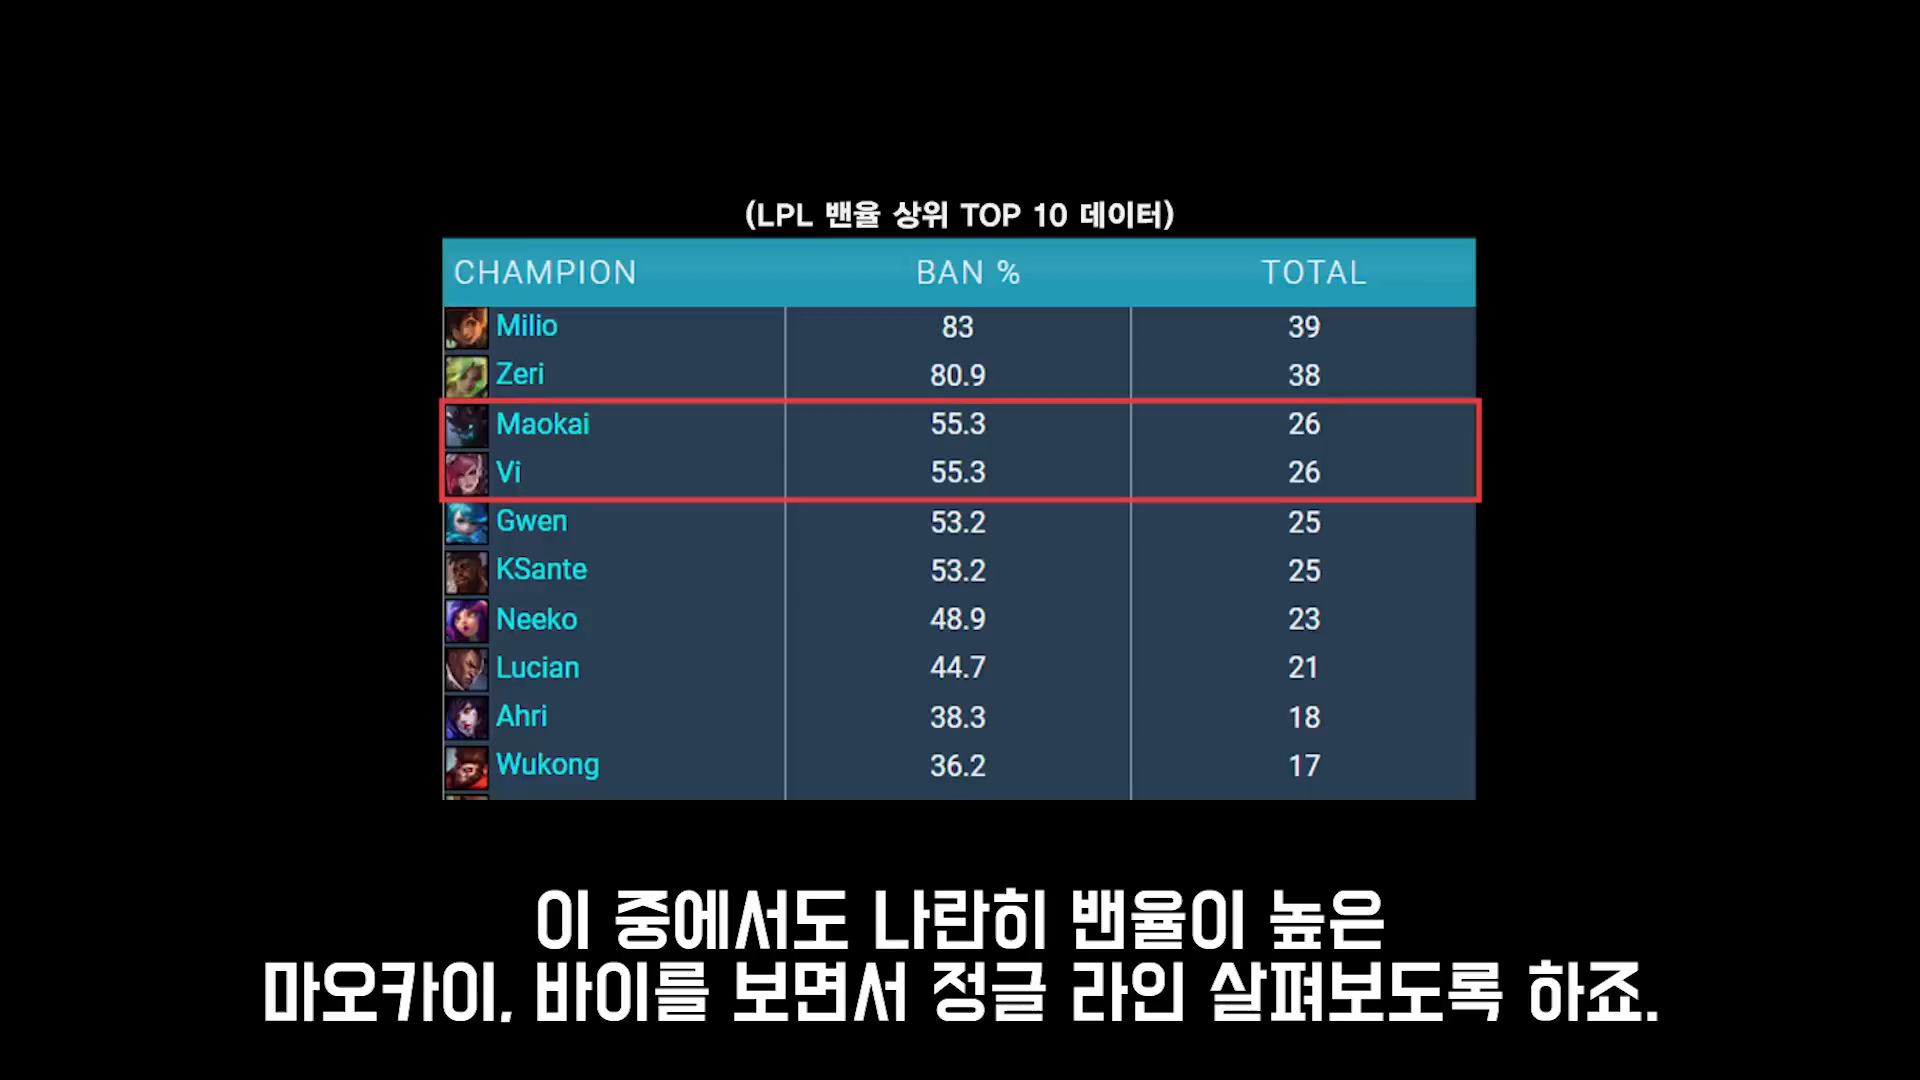 (LPL 밴율 상위 TOP 10 데이터)
CHAMPION BAN % TOTAL
Milio 83 39
Zeri 80.9 38
Maokai 55.3 26
Vi 55.3 26
Gwen 53.2 25
KSante 53.2 25
Neeko 48.9 23
Lucian 44.7 21
Ahri 38.3 18
Wukong 36.2 17
이 중에서도 나란히 밴율이 높은
마오카이, 바이를 보면서 정글 라인 살펴보도록 하죠.